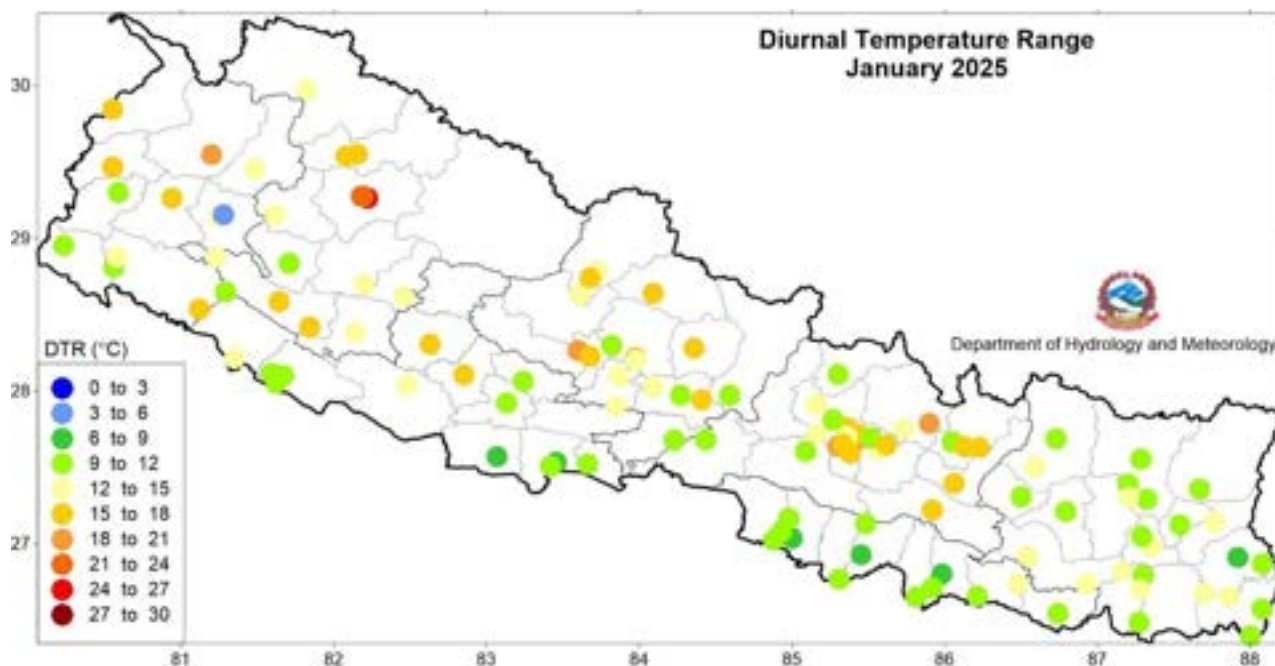 Diurnal Temperature Range
January 2025
30
29
28
27
Department of Hydrology and Meteorology
DTR (°C)
0 to 3
3 to 6
6 to 9
9 to 12
12 to 15
15 to 18
18 to 21
21 to 24
24 to 27
27 to 30
81
82
83
84
85
86
87
88